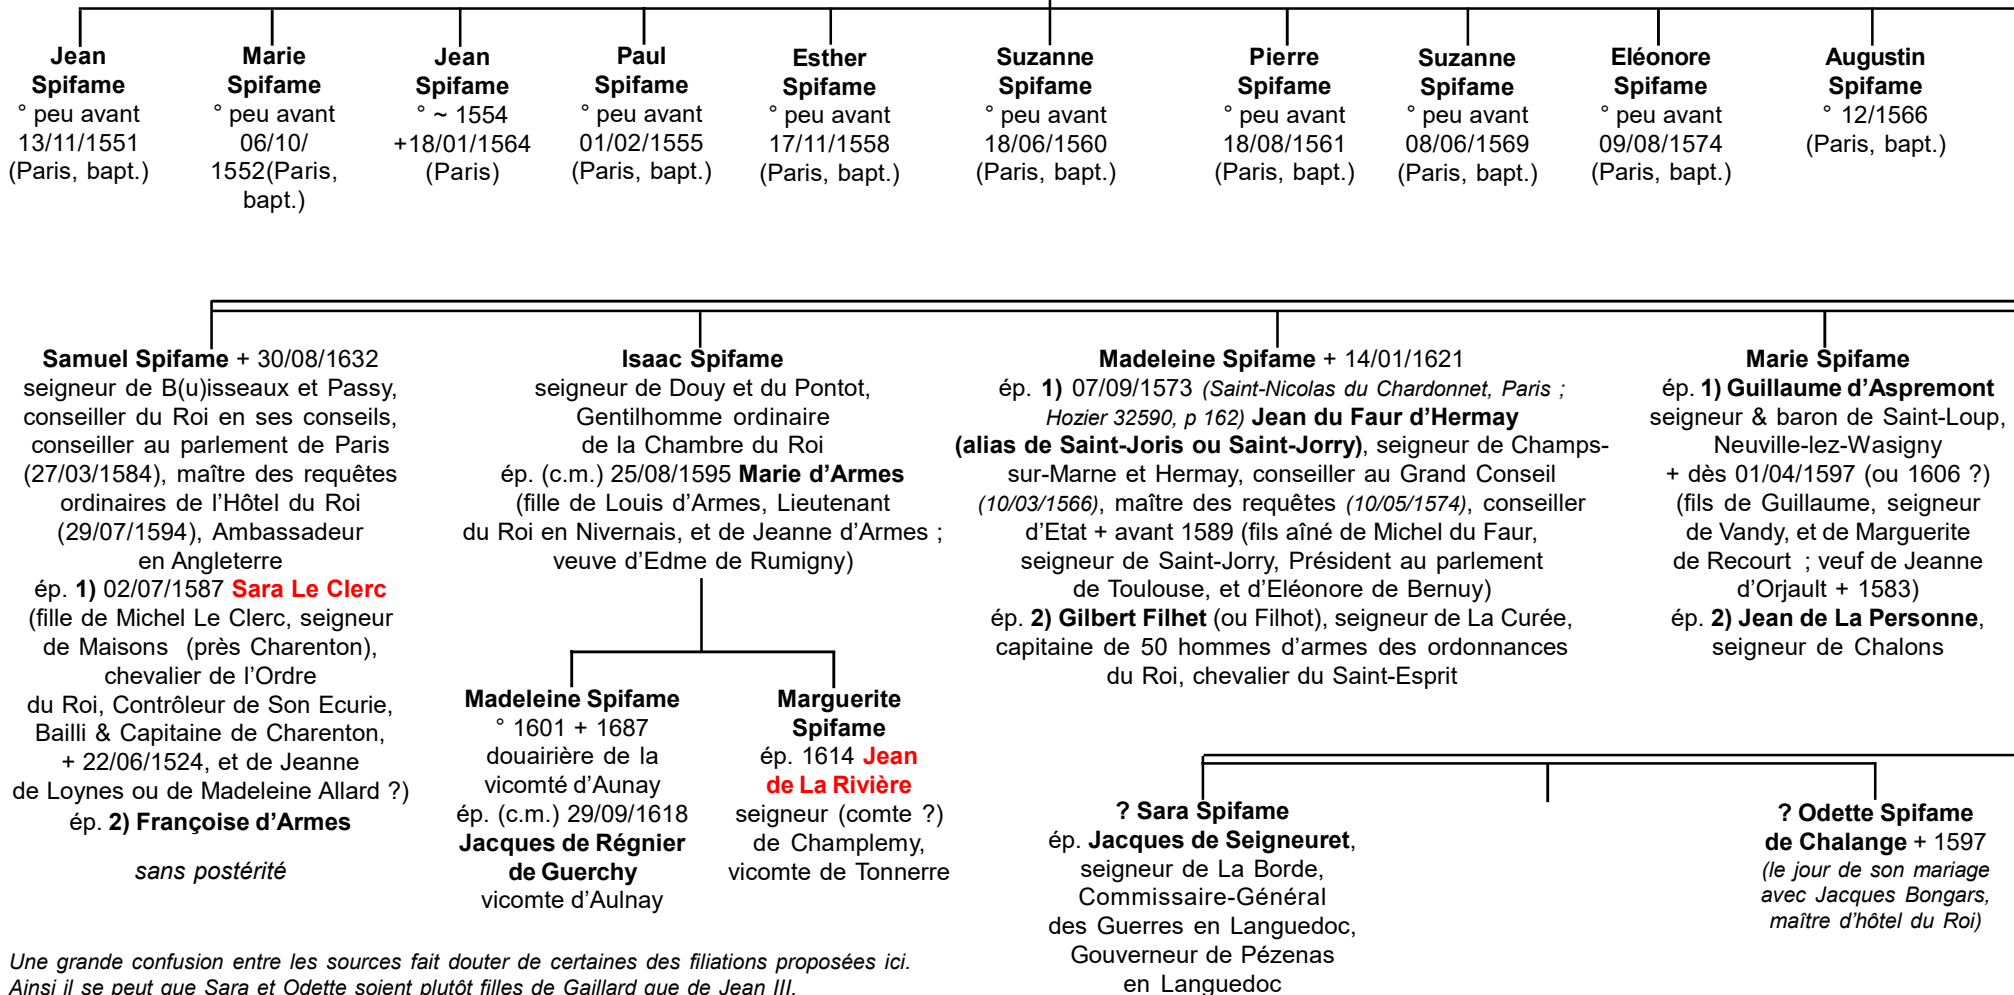 Jean
Spifame
° peu avant
13/11/1551
(Paris, bapt.)
Marie
Spifame
° peu avant
06/10/
1552(Paris,
bapt.)
Jean
Spifame
° ~ 1554
+18/01/1564
(Paris)
Paul
Spifame
° peu avant
01/02/1555
(Paris, bapt.)
Esther
Spifame
° peu avant
17/11/1558
(Paris, bapt.)
Suzanne
Spifame
° peu avant
18/06/1560
(Paris, bapt.)
Pierre
Spifame
° peu avant
18/08/1561
(Paris, bapt.)
Suzanne
Spifame
° peu avant
08/06/1569
(Paris, bapt.)
Eléonore
Spifame
° peu avant
09/08/1574
(Paris, bapt.)
Augustin
Spifame
° 12/1566
(Paris, bapt.)
Samuel Spifame + 30/08/1632
seigneur de B(u)isseaux et Passy,
conseiller du Roi en ses conseils,
conseiller au parlement de Paris
(27/03/1584), maître des requêtes
ordinaires de l'Hôtel du Roi
(29/07/1594), Ambassadeur
en Angleterre
ép. 1) 02/07/1587 Sara Le Clerc
(fille de Michel Le Clerc, seigneur
de Maisons (près Charenton),
chevalier de l'Ordre
du Roi, Contrôleur de Son Ecurie,
Bailli & Capitaine de Charenton,
+ 22/06/1524, et de Jeanne
de Loynes ou de Madeleine Allard ?)
ép. 2) Françoise d'Armes
sans postérité
Isaac Spifame
seigneur de Douy et du Pontot,
Gentilhomme ordinaire
de la Chambre du Roi
ép. (c.m.) 25/08/1595 Marie d'Armes
(fille de Louis d'Armes, Lieutenant
du Roi en Nivernais, et de Jeanne d'Armes ;
veuve d'Edme de Rumigny)
Madeleine Spifame
° 1601 + 1687
douairière de la
vicomté d'Aunay
ép. (c.m.) 29/09/1618
Jacques de Régnier
de Guerchy
vicomte d'Aulnay
Marguerite
Spifame
ép. 1614 Jean
de La Rivière
seigneur (comte ?)
de Champlemy,
vicomte de Tonnerre
Madeleine Spifame + 14/01/1621
ép. 1) 07/09/1573 (Saint-Nicolas du Chardonnet, Paris ;
Hozier 32590, p 162) Jean du Faur d'Hermay
(alias de Saint-Joris ou Saint-Jorry), seigneur de Champs-
sur-Marne et Hermay, conseiller au Grand Conseil
(10/03/1566), maître des requêtes (10/05/1574), conseiller
d'Etat + avant 1589 (fils aîné de Michel du Faur,
seigneur de Saint-Jorry, Président au parlement
de Toulouse, et d'Eléonore de Bernuy)
ép. 2) Gilbert Filhet (ou Filhot), seigneur de La Curée,
capitaine de 50 hommes d'armes des ordonnances
du Roi, chevalier du Saint-Esprit
Marie Spifame
ép. 1) Guillaume d'Aspremont
seigneur & baron de Saint-Loup,
Neuville-lez-Wasigny
+ dès 01/04/1597 (ou 1606 ?)
(fils de Guillaume, seigneur
de Vandy, et de Marguerite
de Recourt ; veuf de Jeanne
d'Orjault + 1583)
ép. 2) Jean de La Personne,
seigneur de Chalons
? Sara Spifame
ép. Jacques de Seigneuret,
seigneur de La Borde,
Commissaire-Général
des Guerres en Languedoc,
Gouverneur de Pézenas
en Languedoc
? Odette Spifame
de Chalange + 1597
(le jour de son mariage
avec Jacques Bongars,
maître d'hôtel du Roi)
Une grande confusion entre les sources fait douter de certaines des filiations proposées ici.
Ainsi il se peut que Sara et Odette soient plutôt filles de Gaillard que de Jean III.